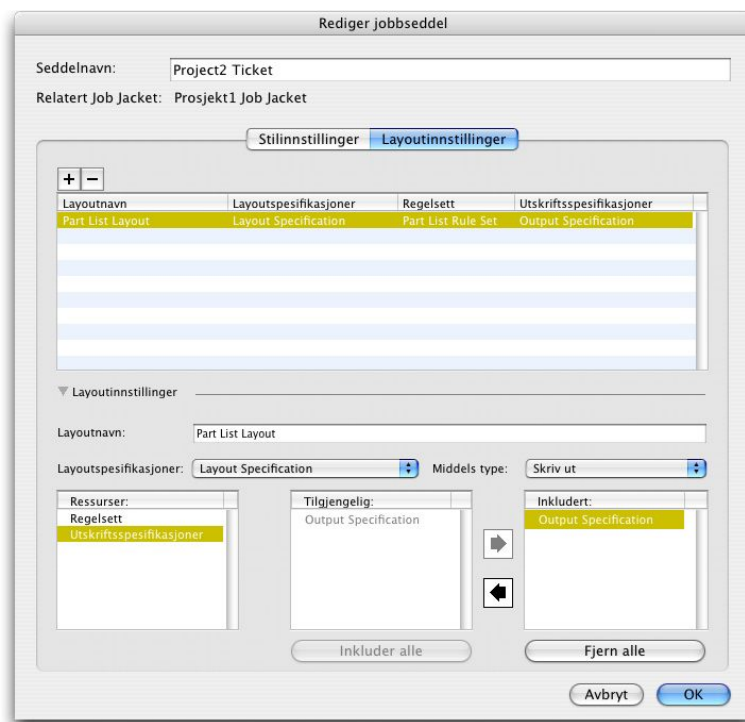 Rediger jobbseddel
Seddelnavn: Project2 Ticket
Relatert Job Jacket: Prosjekt1 Job Jacket
Stilinnstillinger Layoutinnstillinger
+ −
Layoutnavn Layoutspesifikasjoner Regelsett Utskriftsspesifikasjoner
Part List Layout Layout Specification Part List Rule Set Output Specification
Layoutinnstillinger
Layoutnavn: Part List Layout
Layoutspesifikasjoner: Layout Specification Middels type: Skriv ut
Ressurser: Tilgjengelig: Inkludert:
Regelsett Output Specification Output Specification
Utskriftsspesifikasjoner
Inkluder alle Fjern alle
Avbryt OK